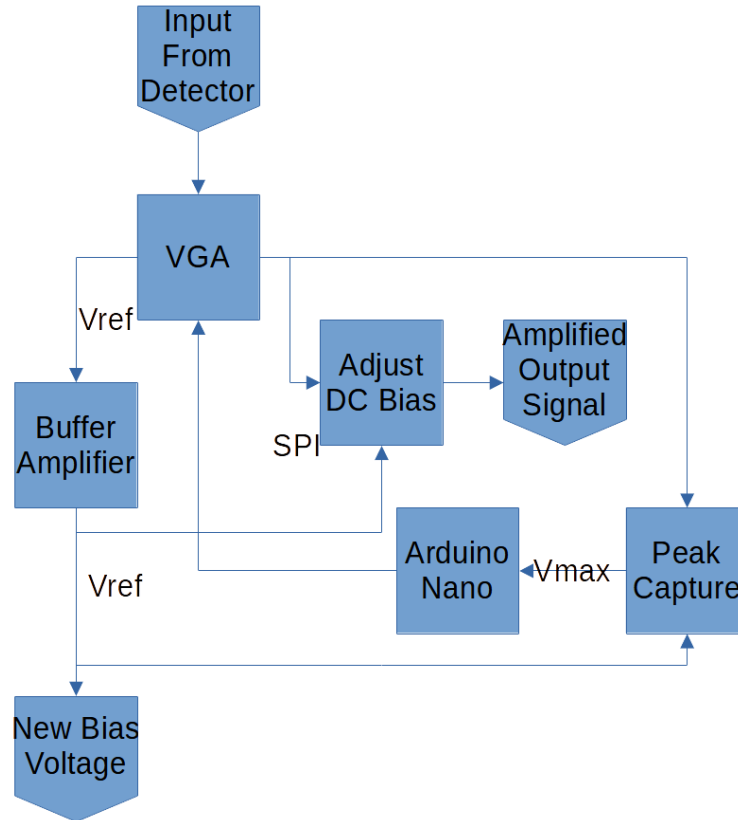 Input
From
Detector
VGA
Vref
Adjust
DC Bias
Amplified
Output
Signal
Buffer
Amplifier
SPI
Vref
Arduino
Nano
Vmax
Peak
Capture
New Bias
Voltage